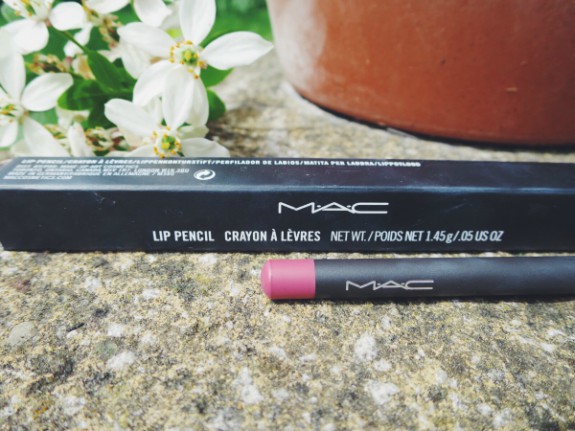 LIP PENCIL/CRAYON À LÈVRES/LIPPENKONTURSTIFT/PERFILADOR DE LABIOS/MATITA PER LABBRA/LIPPOTLOOD
M·A·C
LIP PENCIL CRAYON À LÈVRES NET WT./POIDS NET 1.45g/.05 US OZ
M·A·C